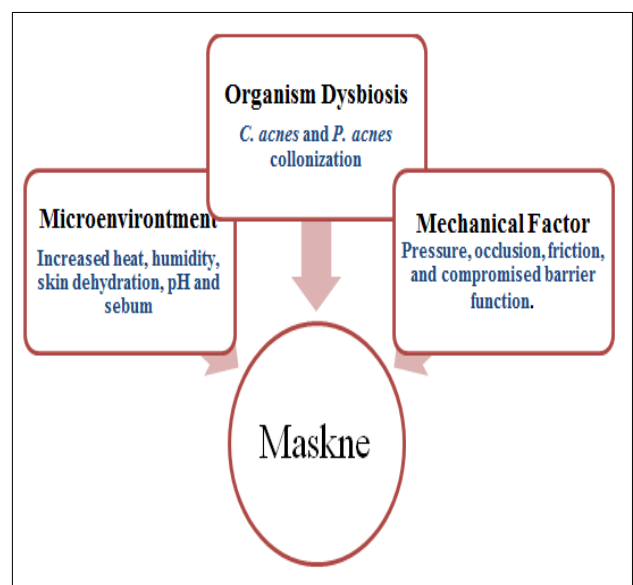 Organism Dysbiosis
C. acnes and P. acnes
collonization
Microenvirontment
Increased heat, humidity,
skin dehydration, pH and
sebum
Mechanical Factor
Pressure, occlusion, friction,
and compromised barrier
function.
Maskne